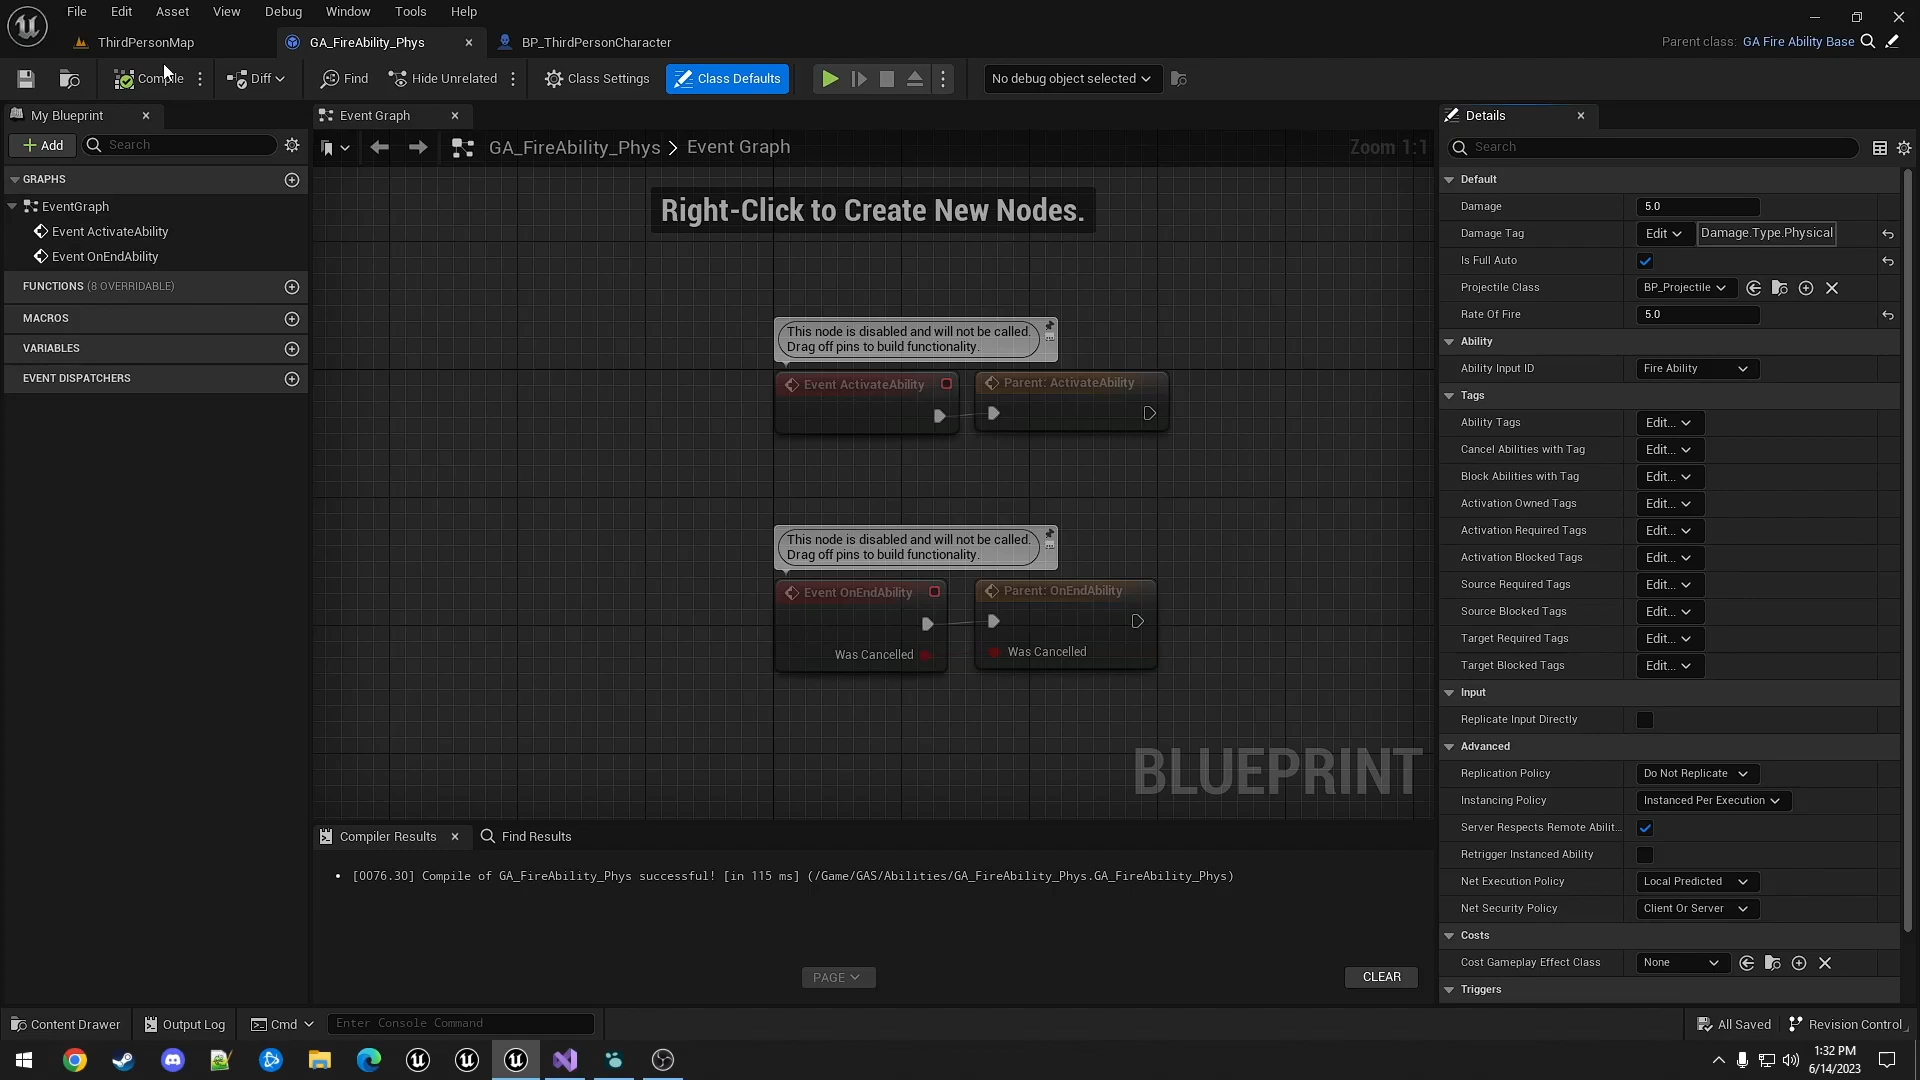 File Edit Asset View Debug Window Tools Help
ThirdPersonMap GA_FireAbility_Phys BP_ThirdPersonCharacter
Parent class: GA Fire Ability Base
Compile Diff Find Hide Unrelated Class Settings Class Defaults No debug object selected
My Blueprint Event Graph Details
Add Search GA_FireAbility_Phys > Event Graph Zoom 1:1 Search
GRAPHS
EventGraph
Event ActivateAbility
Event OnEndAbility
FUNCTIONS (8 OVERRIDABLE)
MACROS
VARIABLES
EVENT DISPATCHERS
Right-Click to Create New Nodes.
This node is disabled and will not be called.
Drag off pins to build functionality.
Event ActivateAbility Parent: ActivateAbility
This node is disabled and will not be called.
Drag off pins to build functionality.
Event OnEndAbility Parent: OnEndAbility
Was Cancelled Was Cancelled
BLUEPRINT
Compiler Results Find Results
• [0076.30] Compile of GA_FireAbility_Phys successful! [in 115 ms] (/Game/GAS/Abilities/GA_FireAbility_Phys.GA_FireAbility_Phys)
PAGE CLEAR
Default
Damage 5.0
Damage Tag Edit Damage.Type.Physical
Is Full Auto
Projectile Class BP_Projectile
Rate Of Fire 5.0
Ability
Ability Input ID Fire Ability
Tags
Ability Tags Edit...
Cancel Abilities with Tag Edit...
Block Abilities with Tag Edit...
Activation Owned Tags Edit...
Activation Required Tags Edit...
Activation Blocked Tags Edit...
Source Required Tags Edit...
Source Blocked Tags Edit...
Target Required Tags Edit...
Target Blocked Tags Edit...
Input
Replicate Input Directly
Advanced
Replication Policy Do Not Replicate
Instancing Policy Instanced Per Execution
Server Respects Remote Abilit...
Retrigger Instanced Ability
Net Execution Policy Local Predicted
Net Security Policy Client Or Server
Costs
Cost Gameplay Effect Class None
Triggers
Content Drawer Output Log Cmd Enter Console Command All Saved Revision Control
1:32 PM
6/14/2023